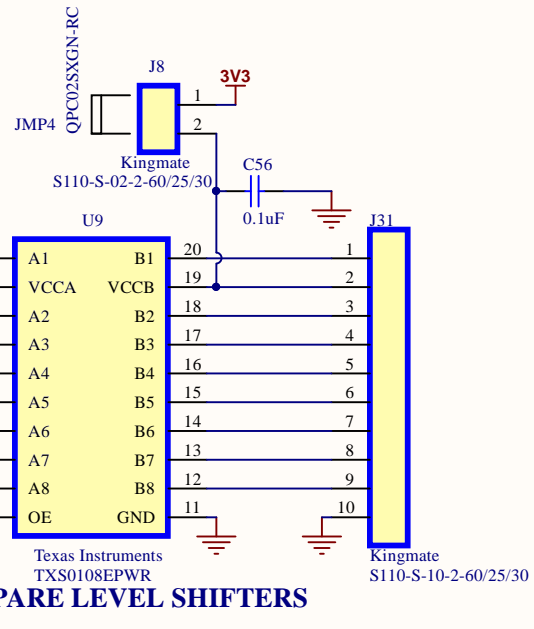 QPC02SXGN-RC
JMP4
J8
3V3
1
2
Kingmate
S110-S-02-2-60/25/30
C56
0.1uF
U9
J31
A1 B1 20 1
VCCA VCCB 19 2
A2 B2 18 3
A3 B3 17 4
A4 B4 16 5
A5 B5 15 6
A6 B6 14 7
A7 B7 13 8
A8 B8 12 9
OE GND 11 10
Texas Instruments
TXS0108EPWR
Kingmate
S110-S-10-2-60/25/30
PARE LEVEL SHIFTERS